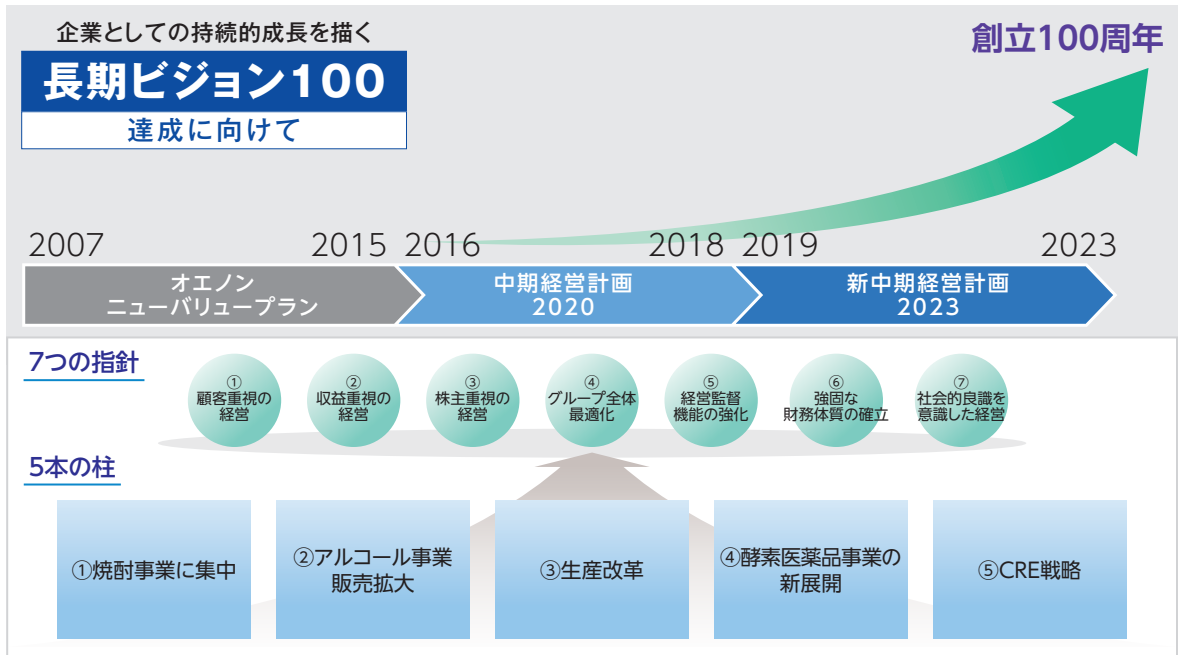 企業としての持続的成長を描く
長期ビジョン100
達成に向けて
創立100周年
2007
2015
2016
2018
2019
2023
オエノン
ニューバリュープラン
中期経営計画
2020
新中期経営計画
2023
7つの指針
①
顧客重視の
経営
②
収益重視の
経営
③
株主重視の
経営
④
グループ全体
最適化
⑤
経営監督
機能の強化
⑥
強固な
財務体質の確立
⑦
社会的良識を
意識した経営
5本の柱
①焼酎事業に集中
②アルコール事業
販売拡大
③生産改革
④酵素医薬品事業の
新展開
⑤CRE戦略